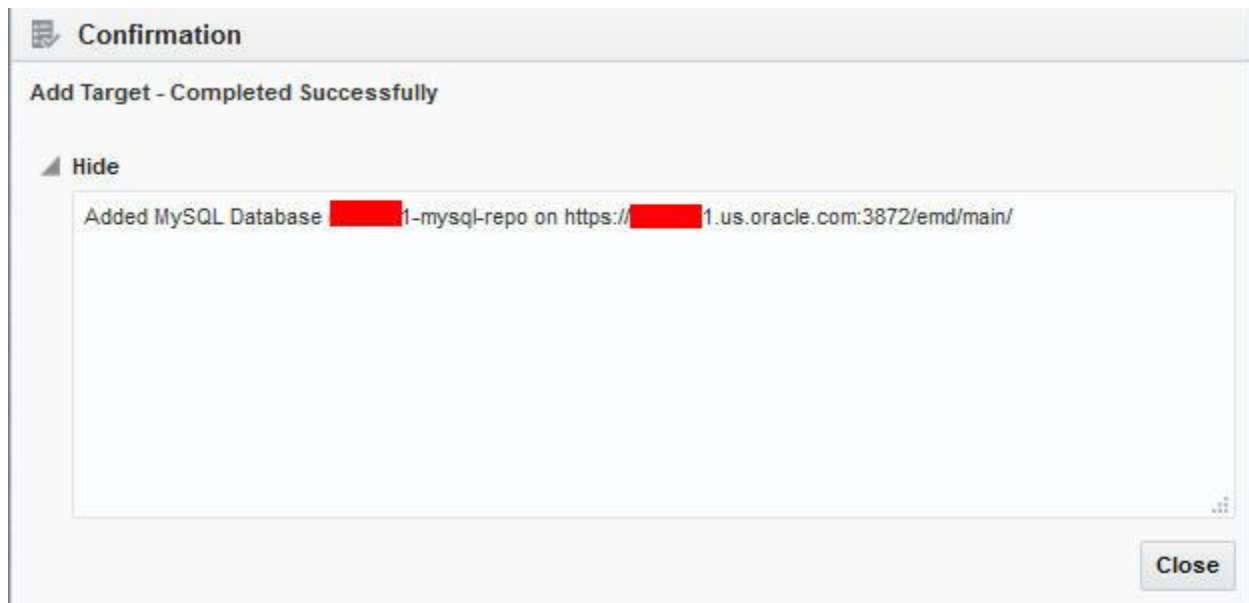 Confirmation
Add Target - Completed Successfully
Hide
Added MySQL Database 1-mysql-repo on https://1.us.oracle.com:3872/emd/main/
Close